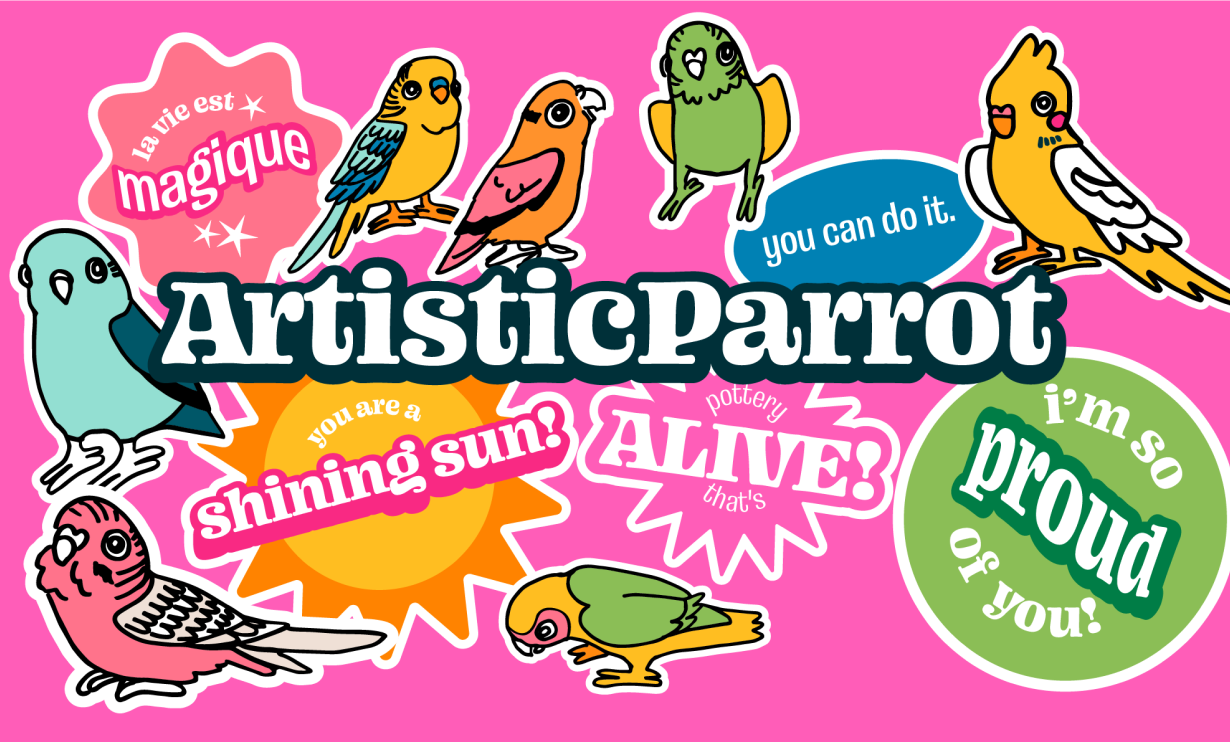 la vie est
magique
you can do it.
ArtisticParrot
you are a
shining sun!
pottery
ALIVE!
that's
i'm so
proud
of you!